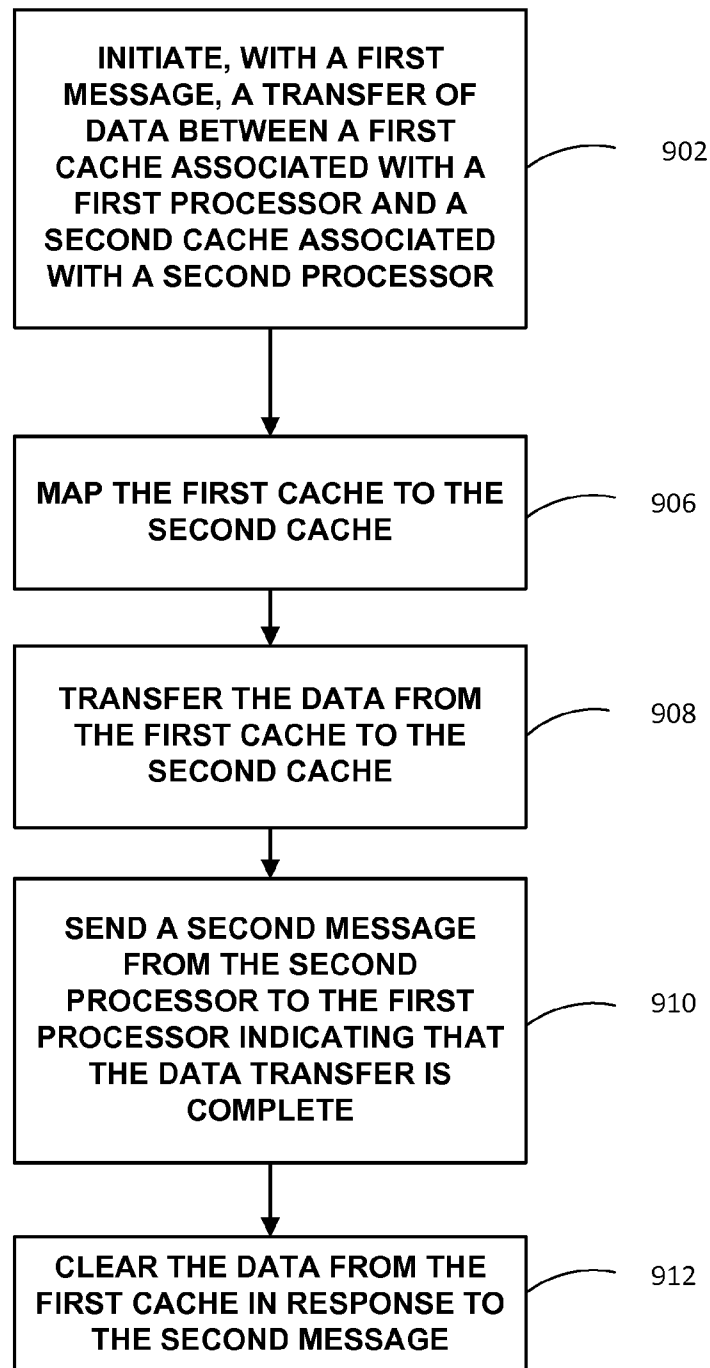 INITIATE, WITH A FIRST
MESSAGE, A TRANSFER OF
DATA BETWEEN A FIRST
CACHE ASSOCIATED WITH A
FIRST PROCESSOR AND A
SECOND CACHE ASSOCIATED
WITH A SECOND PROCESSOR
902
MAP THE FIRST CACHE TO THE
SECOND CACHE
906
TRANSFER THE DATA FROM
THE FIRST CACHE TO THE
SECOND CACHE
908
SEND A SECOND MESSAGE
FROM THE SECOND
PROCESSOR TO THE FIRST
PROCESSOR INDICATING THAT
THE DATA TRANSFER IS
COMPLETE
910
CLEAR THE DATA FROM THE
FIRST CACHE IN RESPONSE TO
THE SECOND MESSAGE
912